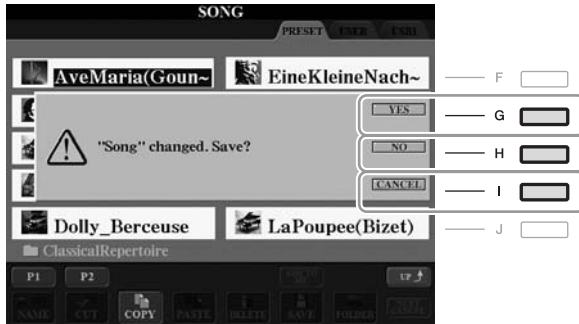 SONG
PRESET USER USB1
AveMaria(Goun~ EineKleineNach~
F
YES
G
"Song" changed. Save?
NO
H
CANCEL
I
Dolly_Berceuse LaPoupee(Bizet)
J
ClassicalRepertoire
P1 P2 UP
NAME CUT COPY PASTE DELETE SAVE FOLDER